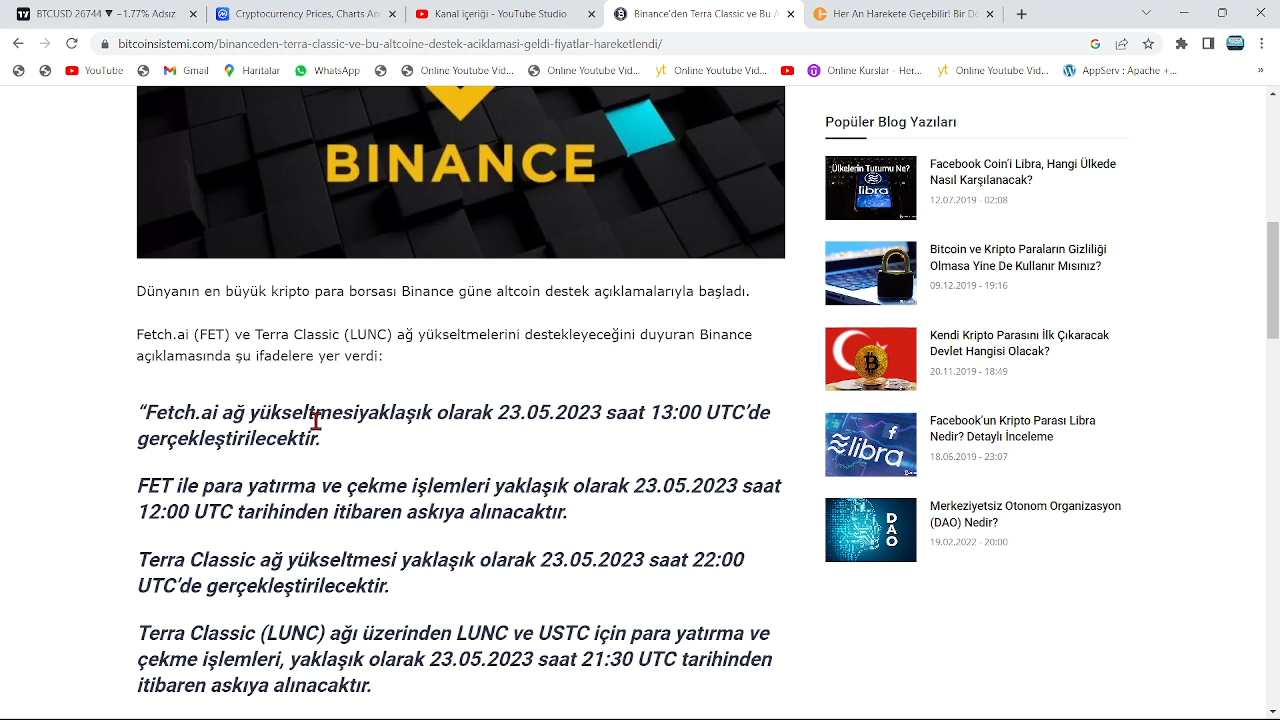 BTCUSD 26744 ▼ −1.77% Adsız
Cryptocurrency Prices, Charts An
Kanal İçeriği - YouTube
Binance'den Terra Classic ve Bu A
Her An Harekete Geçebilir! Bir Do
bitcoinsistemi.com/binanceden-terra-classic-ve-bu-altcoine-destek-aciklamasi-geldi-fiyatlar-hareketlendi/
YouTube
Gmail
Haritalar
WhatsApp
Online Youtube Vid...
Online Youtube Vid...
Online Youtube Vid...
Online Kurslar - Her...
Online Youtube Vid...
AppServ : Apache +...
»
BINANCE
Dünyanın en büyük kripto para borsası Binance güne altcoin destek açıklamalarıyla başladı.
Fetch.ai (FET) ve Terra Classic (LUNC) ağ yükseltmelerini destekleyeceğini duyuran Binance
açıklamasında şu ifadelere yer verdi:
“Fetch.ai ağ yükseltmesiyaklaşık olarak 23.05.2023 saat 13:00 UTC’de
gerçekleştirilecektir.
FET ile para yatırma ve çekme işlemleri yaklaşık olarak 23.05.2023 saat
12:00 UTC tarihinden itibaren askıya alınacaktır.
Terra Classic ağ yükseltmesi yaklaşık olarak 23.05.2023 saat 22:00
UTC’de gerçekleştirilecektir.
Terra Classic (LUNC) ağı üzerinden LUNC ve USTC için para yatırma ve
çekme işlemleri, yaklaşık olarak 23.05.2023 saat 21:30 UTC tarihinden
itibaren askıya alınacaktır.
Popüler Blog Yazıları
Ülkelerin Tutumu Ne?
libra
Facebook Coin'i Libra, Hangi Ülkede
Nasıl Karşılanacak?
12.07.2019 - 02:08
Bitcoin ve Kripto Paraların Gizliliği
Olmasa Yine De Kullanır Mısınız?
09.12.2019 - 19:16
Kendi Kripto Parasını İlk Çıkaracak
Devlet Hangisi Olacak?
20.11.2019 - 18:49
libra
Facebook'un Kripto Parası Libra
Nedir? Detaylı İnceleme
18.06.2019 - 23:07
DAO
Merkeziyetsiz Otonom Organizasyon
(DAO) Nedir?
19.02.2022 - 20:00